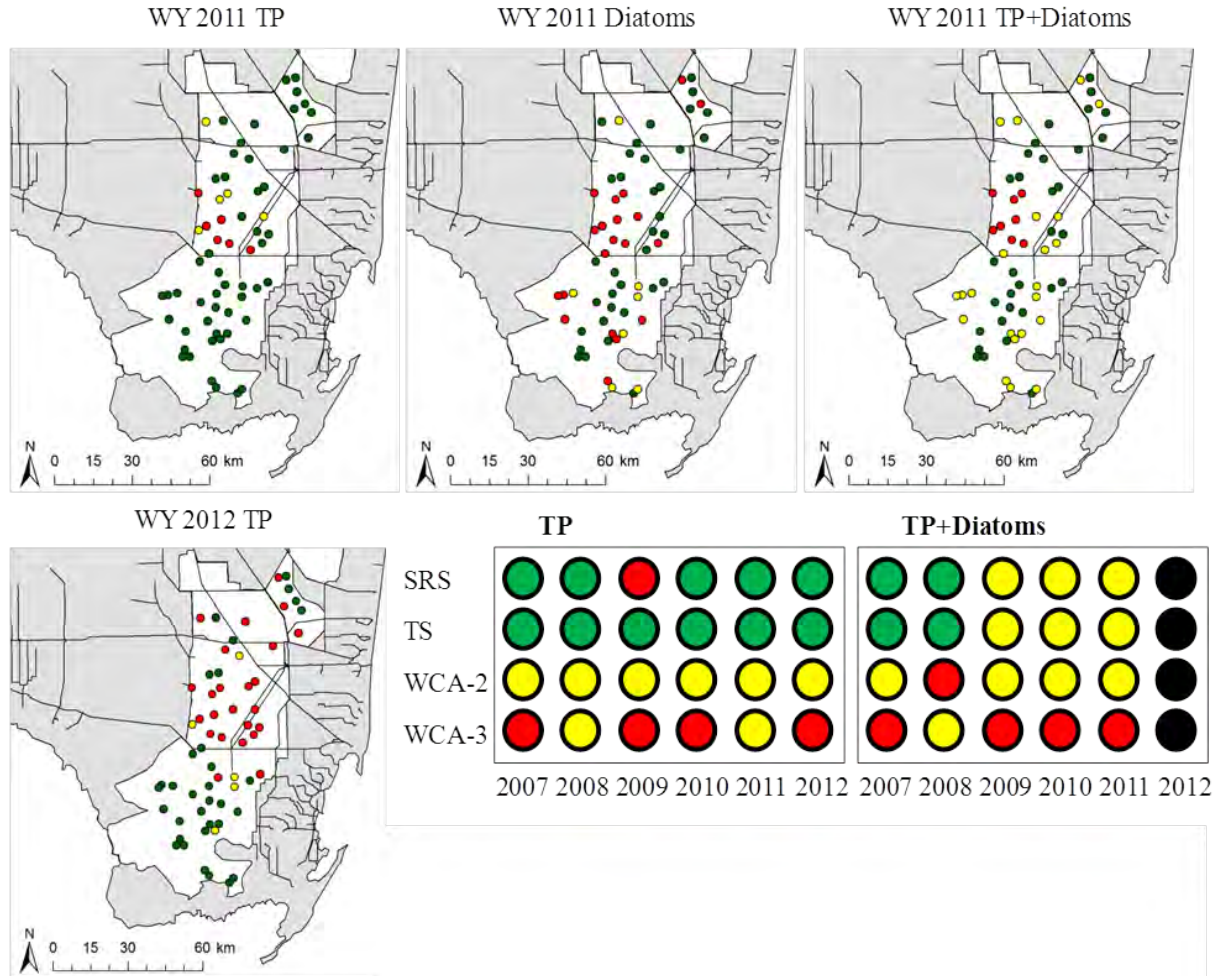 WY 2011 TP
WY 2011 Diatoms
WY 2011 TP+Diatoms
N
0 15 30 60 km
N
0 15 30 60 km
N
0 15 30 60 km
WY 2012 TP
TP
TP+Diatoms
SRS
TS
WCA-2
WCA-3
2007 2008 2009 2010 2011 2012
2007 2008 2009 2010 2011 2012
N
0 15 30 60 km